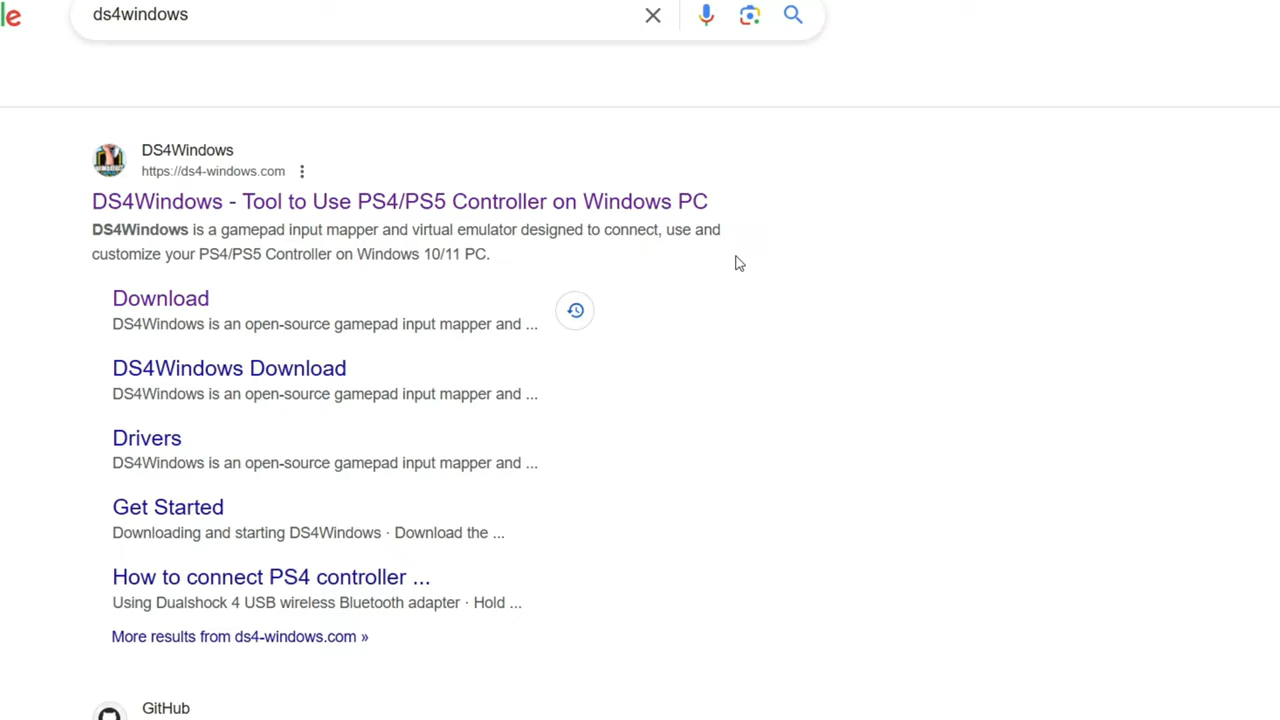 le
ds4windows
DS4Windows
https://ds4-windows.com
DS4Windows - Tool to Use PS4/PS5 Controller on Windows PC
DS4Windows is a gamepad input mapper and virtual emulator designed to connect, use and
customize your PS4/PS5 Controller on Windows 10/11 PC.
Download
DS4Windows is an open-source gamepad input mapper and ...
DS4Windows Download
DS4Windows is an open-source gamepad input mapper and ...
Drivers
DS4Windows is an open-source gamepad input mapper and ...
Get Started
Downloading and starting DS4Windows · Download the ...
How to connect PS4 controller ...
Using Dualshock 4 USB wireless Bluetooth adapter · Hold ...
More results from ds4-windows.com »
GitHub